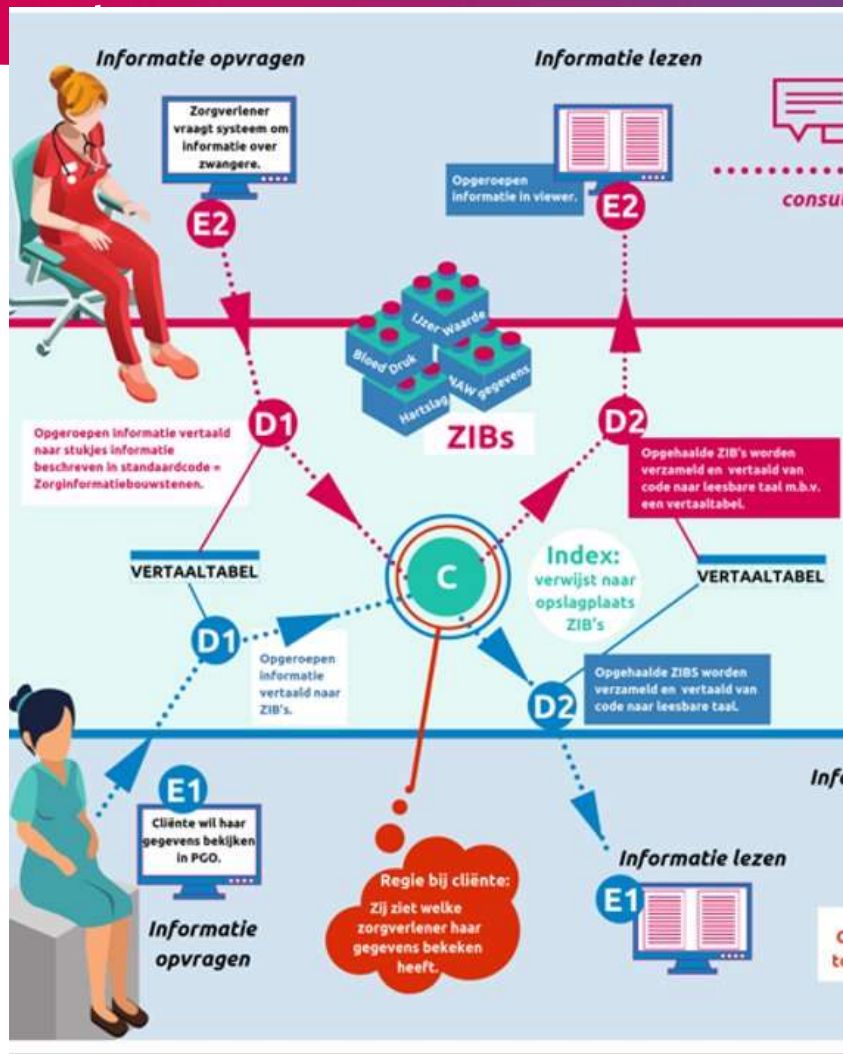 Informatie opvragen
Zorgverlener
vraagt systeem om
informatie over
zwangere.
E2
Informatie lezen
Opgeroepen
informatie in viewer.
E2
IJzer Waarde
Bloed Druk
NAW gegevens
Hartslag
ZIBs
D1
Opgeroepen informatie vertaald
naar stukjes informatie
beschreven in standaardcode =
Zorginformatiebouwstenen.
D2
Opgehaalde ZIB's worden
verzameld en vertaald van
code naar leesbare taal m.b.v.
een vertaaltabel.
VERTAALTABEL
C
Index:
verwijst naar
opslagplaats
ZIB's
VERTAALTABEL
D1
Opgeroepen
informatie
vertaald naar
ZIB's.
D2
Opgehaalde ZIBS worden
verzameld en vertaald van
code naar leesbare taal.
E1
Cliënte wil haar
gegevens bekijken
in PGO.
Informatie
opvragen
Regie bij cliënte:
Zij ziet welke
zorgverlener haar
gegevens bekeken
heeft.
Informatie lezen
E1